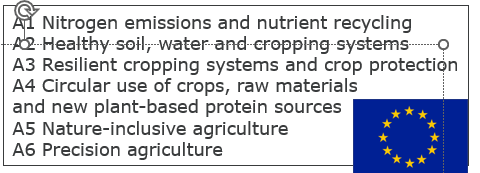 A1 Nitrogen emissions and nutrient recycling
A2 Healthy soil, water and cropping systems
A3 Resilient cropping systems and crop protection
A4 Circular use of crops, raw materials
and new plant-based protein sources
A5 Nature-inclusive agriculture
A6 Precision agriculture